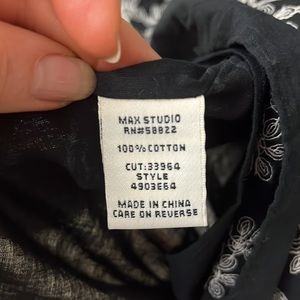 MAX STUDIO
RN#58822
100% COTTON
CUT:33964
STYLE
4903E64
MADE IN CHINA
CARE ON REVERSE